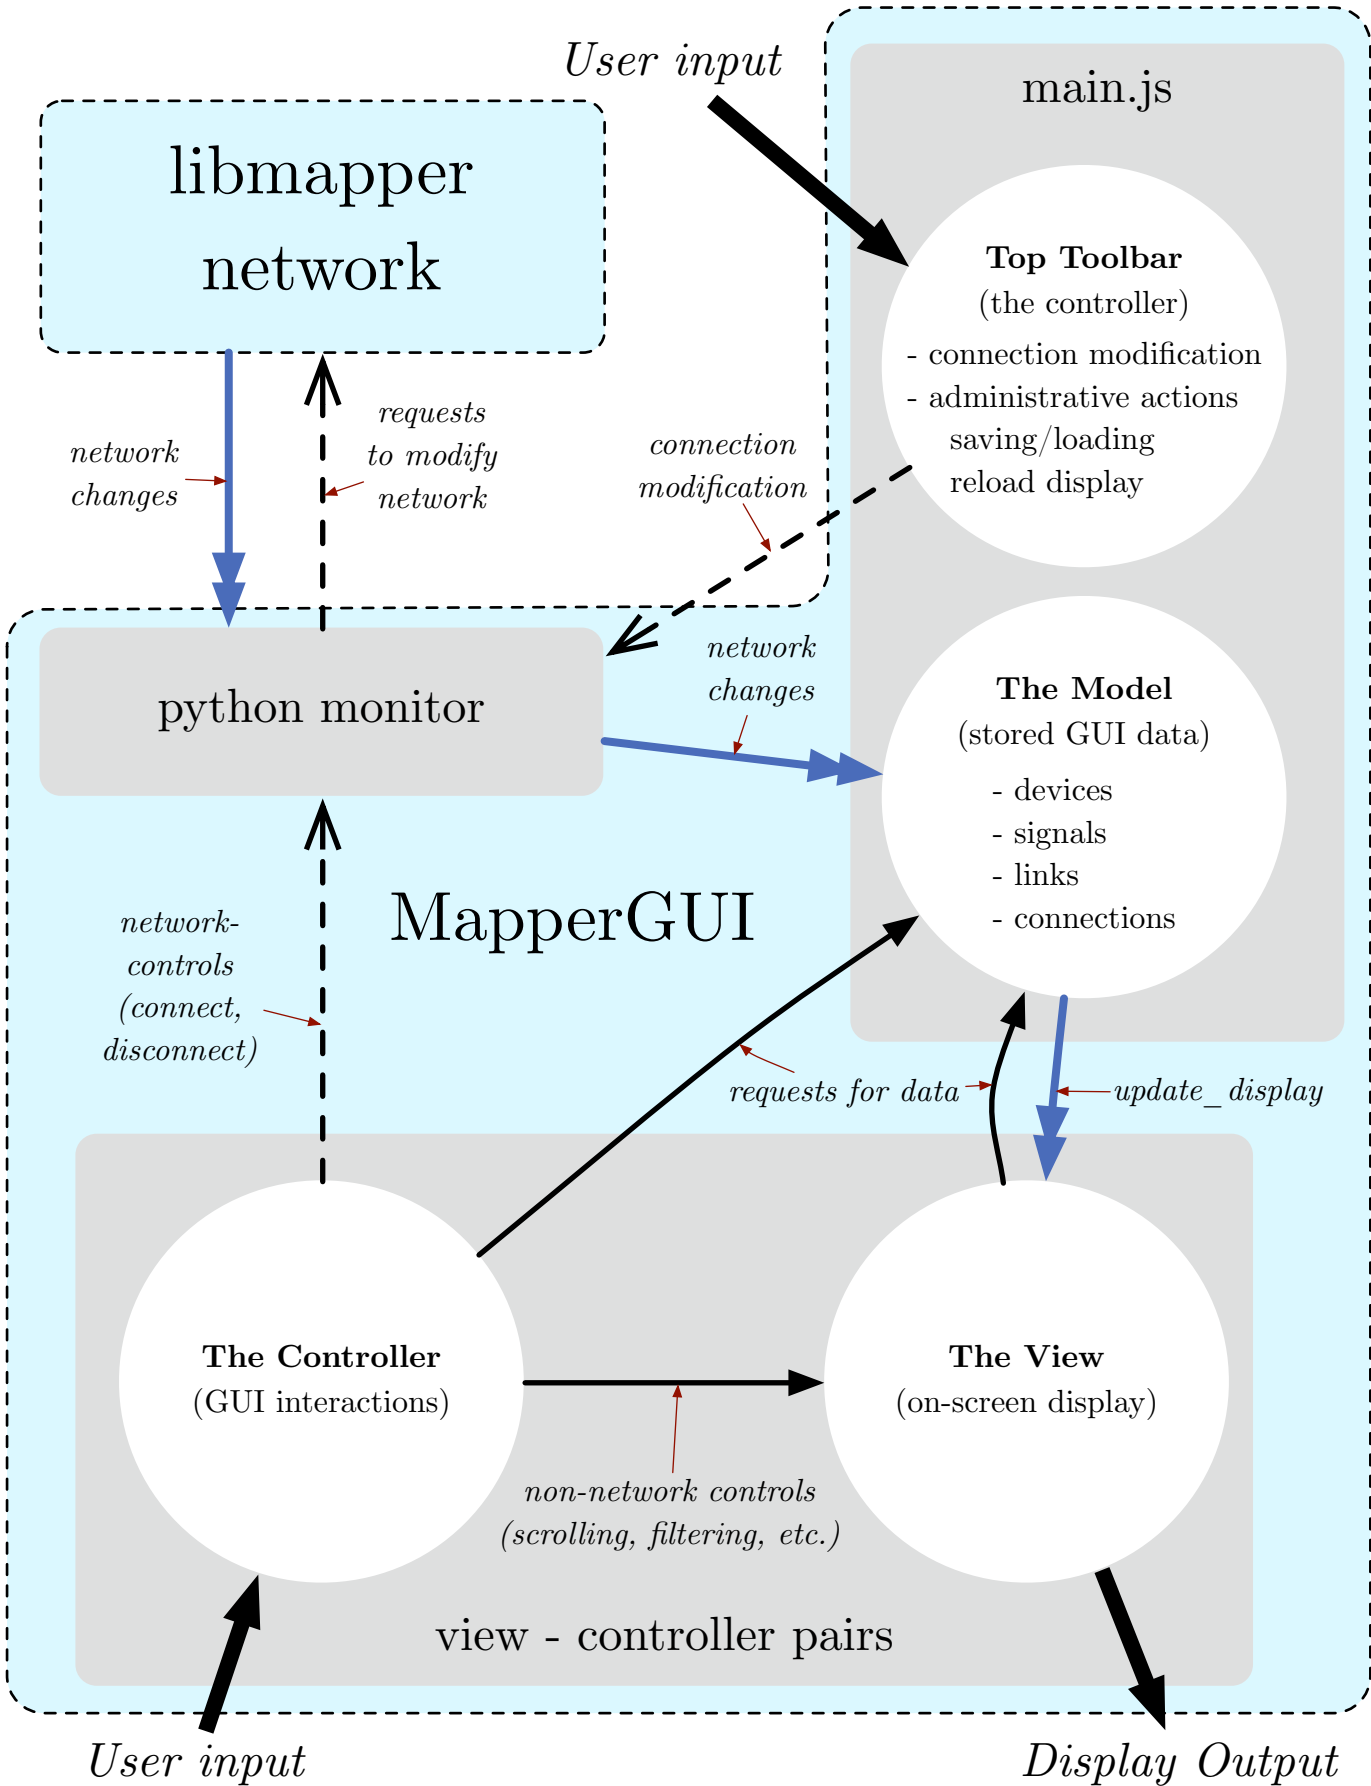 User input
main.js
libmapper
network
Top Toolbar
(the controller)
- connection modification
- administrative actions
saving/loading
reload display
network
changes
requests
to modify
network
connection
modification
python monitor
network
changes
The Model
(stored GUI data)
- devices
- signals
- links
- connections
MapperGUI
network-
controls
(connect,
disconnect)
requests for data
update_display
The Controller
(GUI interactions)
The View
(on-screen display)
non-network controls
(scrolling, filtering, etc.)
view - controller pairs
User input
Display Output